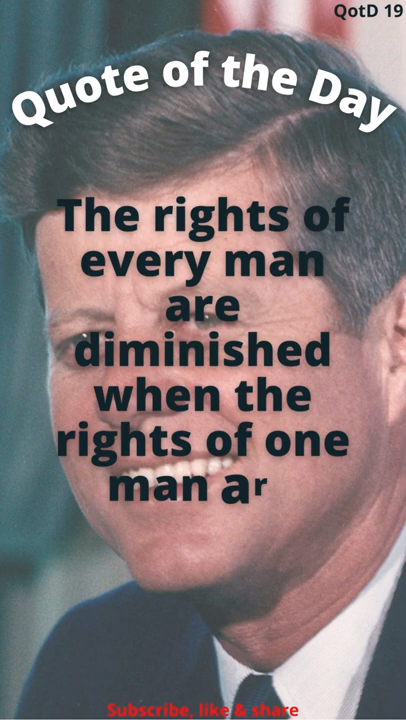 QotD 19
Quote of the Day
The rights of
every man
are
diminished
when the
rights of one
man ar
Subscribe, like & share